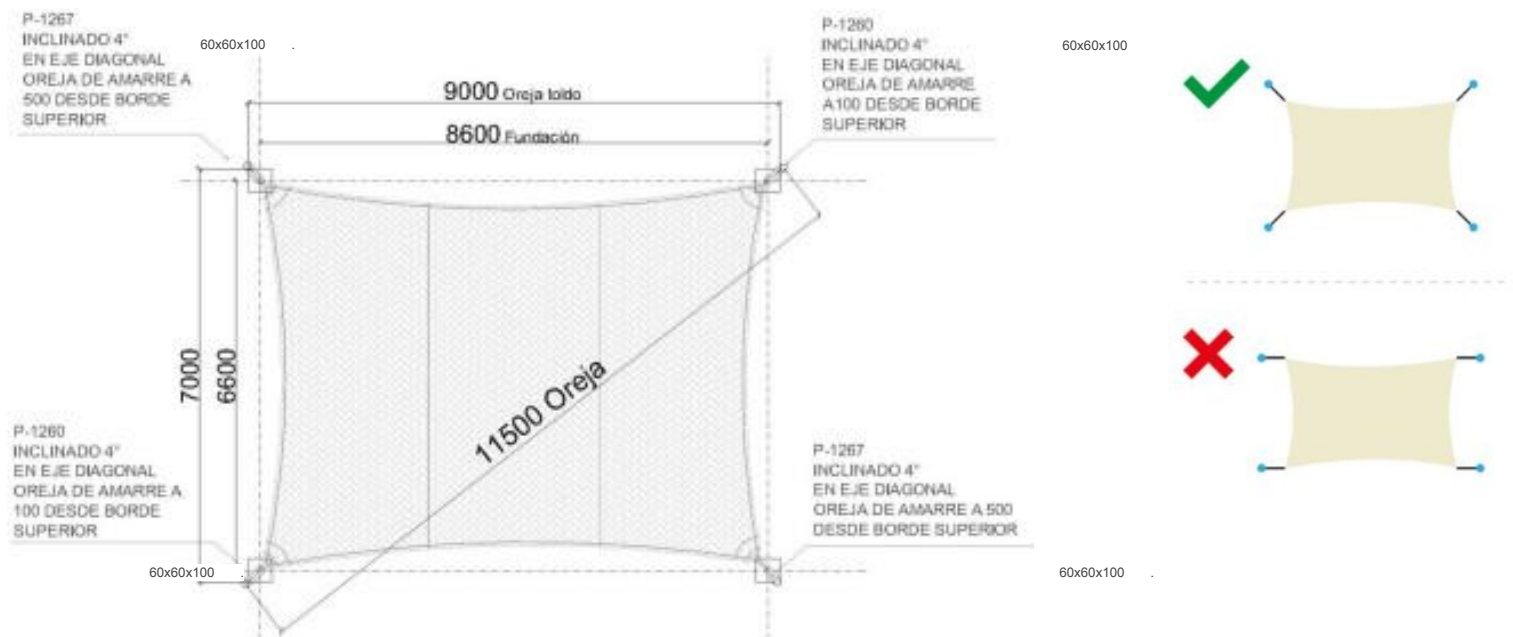 P-1267
INCLINADO 4°
EN EJE DIAGONAL
OREJA DE AMARRE A
500 DESDE BORDE
SUPERIOR
60x60x100 .
P-1260
INCLINADO 4°
EN EJE DIAGONAL
OREJA DE AMARRE
A100 DESDE BORDE
SUPERIOR
60x60x100
9000 Oreja toldo
8600 Fundación
7000
6600
11500 Oreja
P-1260
INCLINADO 4°
EN EJE DIAGONAL
OREJA DE AMARRE A
100 DESDE BORDE
SUPERIOR
60x60x100 .
P-1267
INCLINADO 4°
EN EJE DIAGONAL
OREJA DE AMARRE A 500
DESDE BORDE SUPERIOR
60x60x100 .